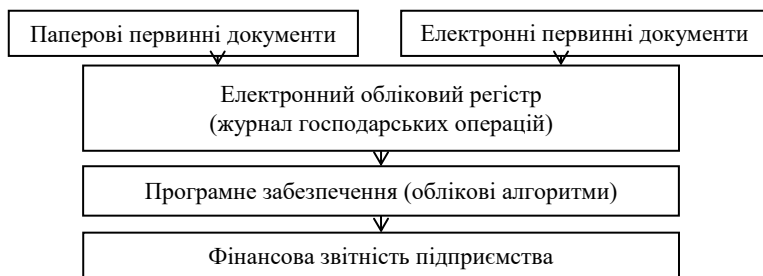 Паперові первинні документи
Електронні первинні документи
Електронний обліковий регістр
(журнал господарських операцій)
Програмне забезпечення (облікові алгоритми)
Фінансова звітність підприємства